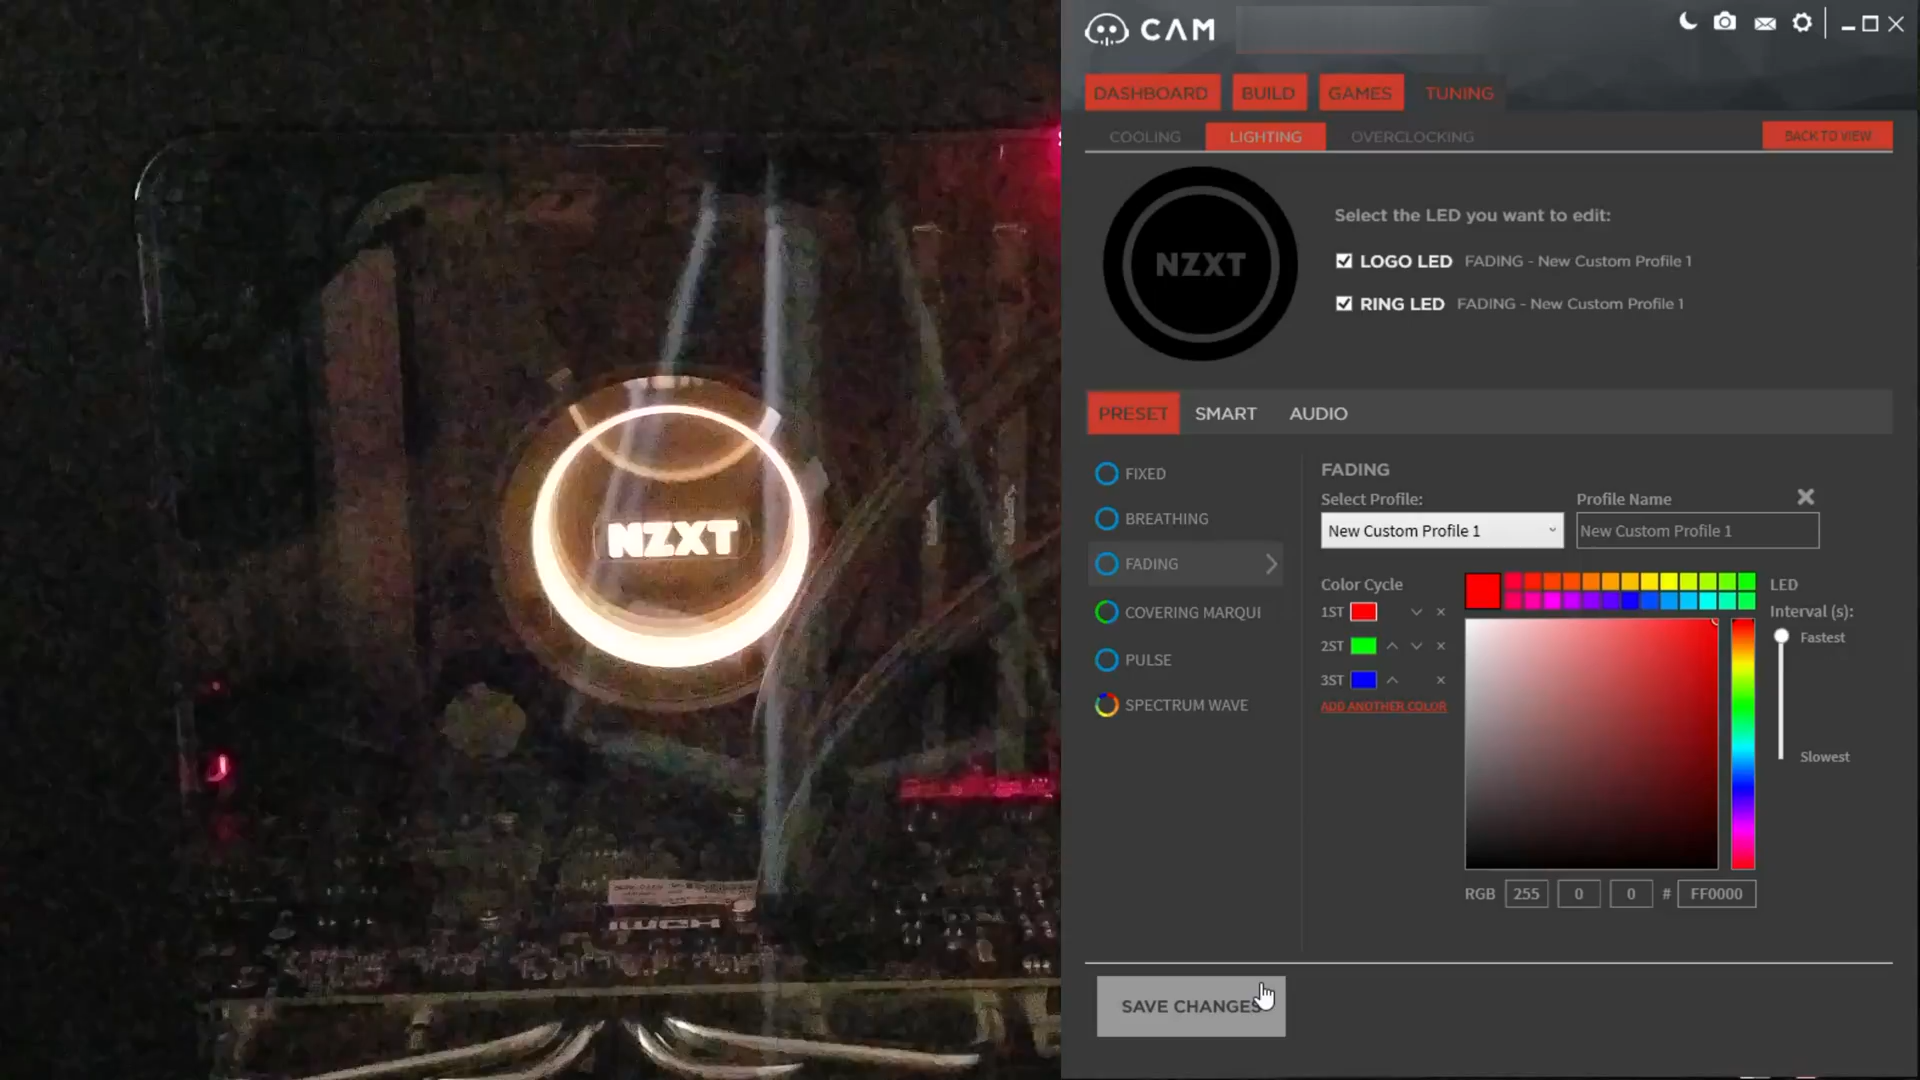 NZXT
CAM
DASHBOARD
BUILD
GAMES
TUNING
COOLING
LIGHTING
OVERCLOCKING
BACK TO VIEW
NZXT
Select the LED you want to edit:
LOGO LED FADING - New Custom Profile 1
RING LED FADING - New Custom Profile 1
PRESET
SMART
AUDIO
FIXED
BREATHING
FADING
COVERING MARQUI
PULSE
SPECTRUM WAVE
FADING
Select Profile:
New Custom Profile 1
Profile Name
New Custom Profile 1
Color Cycle
1ST
2ST
3ST
ADD ANOTHER COLOR
LED
Interval (s):
Fastest
Slowest
RGB 255 0 0 # FF0000
SAVE CHANGES